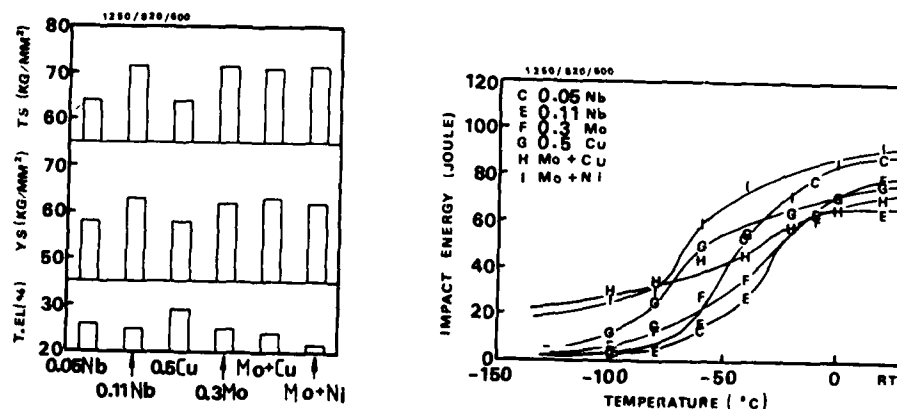 1250/820/600
80
70
60
TS (KG/MM²)
70
60
50
YS (KG/MM²)
30
20
T.EL(%)
0.05Nb
0.11Nb
0.5Cu
0.3Mo
Mo+Cu
Mo+Ni
1250/820/600
120
100
80
60
40
20
0
IMPACT ENERGY (JOULE)
C 0.05 Nb
E 0.11 Nb
F 0.3 Mo
G 0.5 Cu
H Mo+Cu
I Mo+Ni
-150
-100
-50
0
RT
TEMPERATURE (°C)